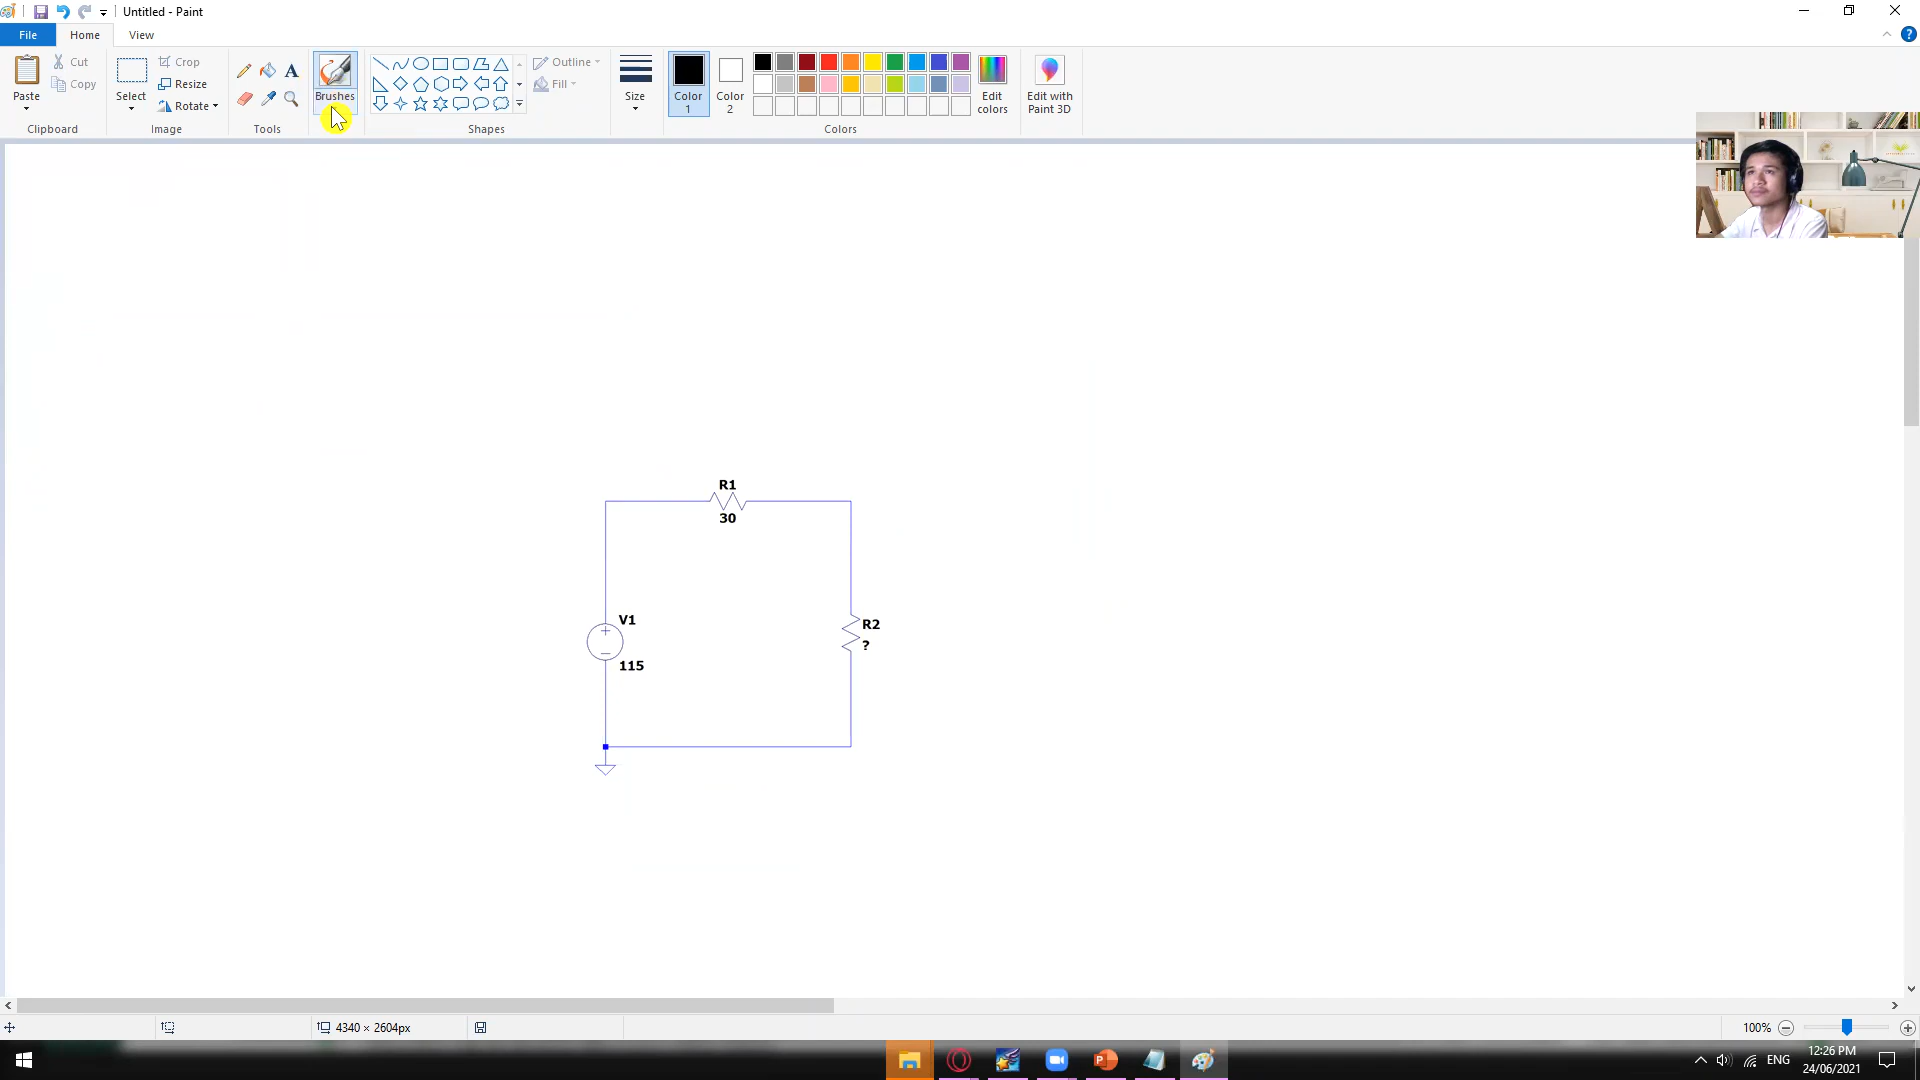 Untitled - Paint
File
Home
View
Paste
Cut
Copy
Clipboard
Select
Crop
Resize
Rotate
Image
Tools
Brushes
Outline
Fill
Shapes
Size
Color
1
Color
2
Edit
colors
Edit with
Paint 3D
Colors
R1
30
V1
115
R2
?
4340 × 2604px
100%
ENG
12:26 PM
24/06/2021